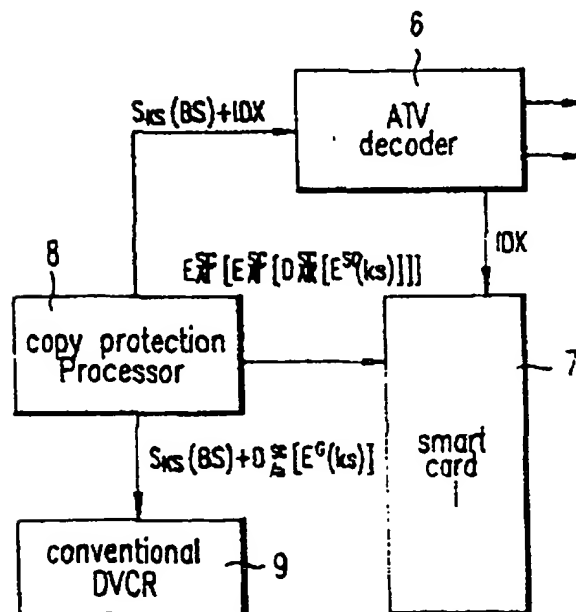 6
S_KS(BS)+IDX
ATV
decoder
IDX
8
copy protection
Processor
7
smart
card
S_KS(BS)+D
[E^G(ks)]
conventional
DVCR
9